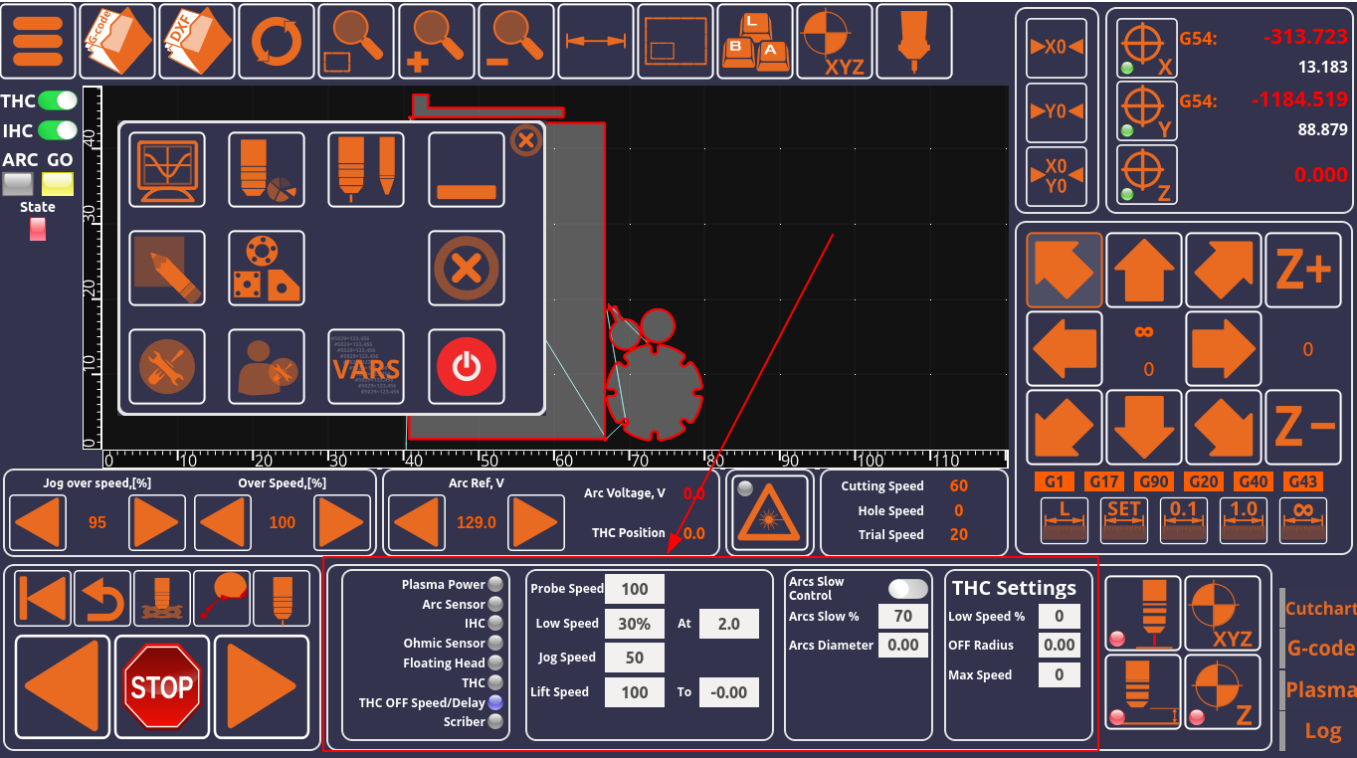 G-code
DXF
L
B
A
XYZ
X0
Y0
X0
Y0
X
G54:
-313.723
13.183
Y
G54:
-1184.519
88.879
Z
0.000
THC
IHC
ARC GO
State
40
30
20
10
0
VARS
0
10
20
30
40
50
60
70
80
90
100
110
Z+
∞
0
0
Z-
G1
G17
G90
G20
G40
G43
L
SET
0.1
1.0
∞
Jog over speed,[%]
95
Over Speed,[%]
100
Arc Ref, V
129.0
Arc Voltage, V
0.0
THC Position
0.0
Cutting Speed 60
Hole Speed 0
Trial Speed 20
STOP
Plasma Power
Arc Sensor
IHC
Ohmic Sensor
Floating Head
THC
THC OFF Speed/Delay
Scriber
Probe Speed 100
Low Speed 30% At 2.0
Jog Speed 50
Lift Speed 100 To -0.00
Arcs Slow
Control
Arcs Slow % 70
Arcs Diameter 0.00
THC Settings
Low Speed % 0
OFF Radius 0.00
Max Speed 0
XYZ
Z
Cutchart
G-code
Plasma
Log